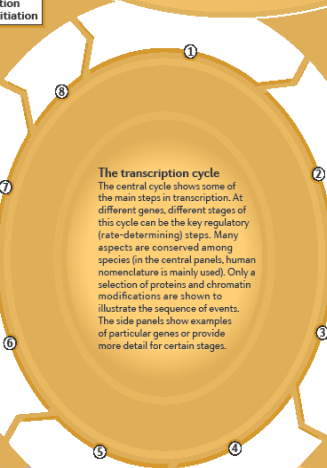 tion
itiation
1
8
2
7
The transcription cycle
The central cycle shows some of
the main steps in transcription. At
different genes, different stages of
this cycle can be the key regulatory
(rate-determining) steps. Many
aspects are conserved among
species (in the central panels, human
nomenclature is mainly used). Only a
selection of proteins and chromatin
modifications are shown to
illustrate the sequence of events.
The side panels show examples
of particular genes or provide
more detail for certain stages.
3
6
4
5